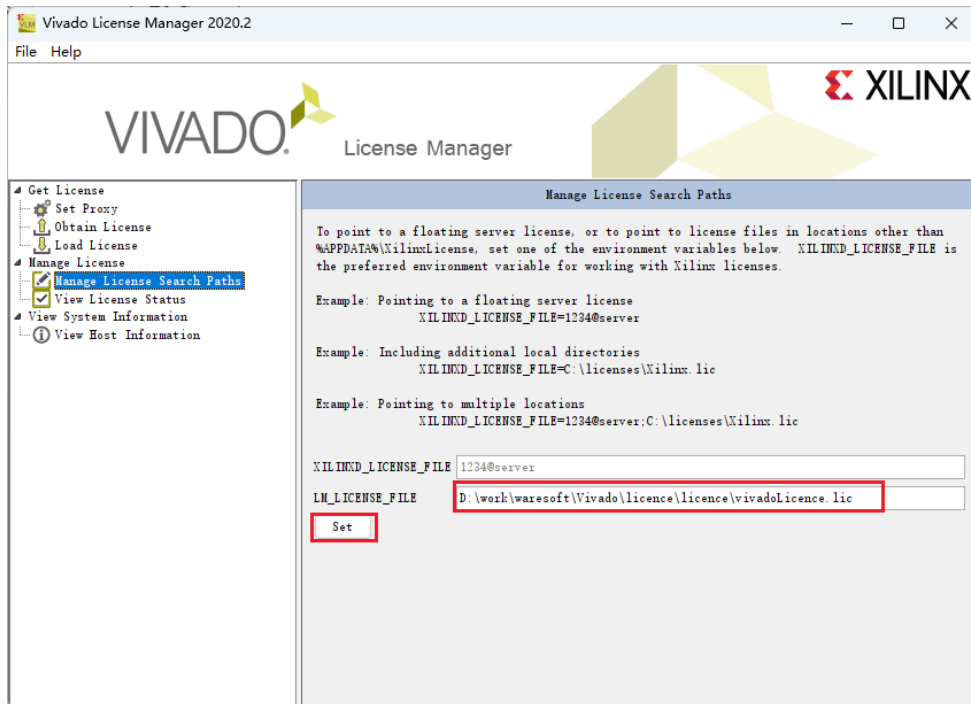 Vivado License Manager 2020.2
File Help
VIVADO.
License Manager
XILINX
Get License
Set Proxy
Obtain License
Load License
Manage License
Manage License Search Paths
View License Status
View System Information
View Host Information
Manage License Search Paths
To point to a floating server license, or to point to license files in locations other than
%APPDATA%\XilinxLicense, set one of the environment variables below. XILINXD_LICENSE_FILE is
the preferred environment variable for working with Xilinx licenses.
Example: Pointing to a floating server license
XILINXD_LICENSE_FILE=1234@server
Example: Including additional local directories
XILINXD_LICENSE_FILE=C:\licenses\Xilinx.lic
Example: Pointing to multiple locations
XILINXD_LICENSE_FILE=1234@server;C:\licenses\Xilinx.lic
XILINXD_LICENSE_FILE 1234@server
LM_LICENSE_FILE D:\work\waresoft\Vivado\licence\licence\vivadoLicence.lic
Set